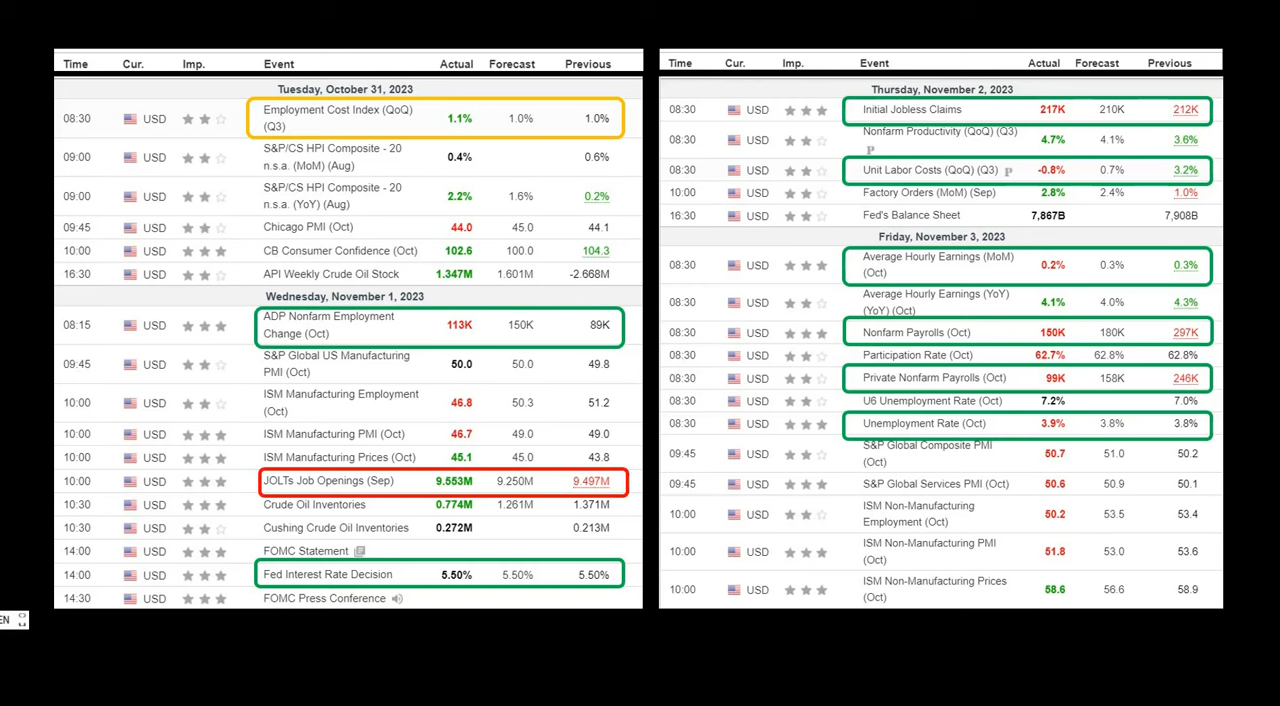 Time Cur. Imp. Event Actual Forecast Previous
Tuesday, October 31, 2023
08:30 USD Employment Cost Index (QoQ) (Q3) 1.1% 1.0% 1.0%
09:00 USD S&P/CS HPI Composite - 20 n.s.a. (MoM) (Aug) 0.4% 0.6%
09:00 USD S&P/CS HPI Composite - 20 n.s.a. (YoY) (Aug) 2.2% 1.6% 0.2%
09:45 USD Chicago PMI (Oct) 44.0 45.0 44.1
10:00 USD CB Consumer Confidence (Oct) 102.6 100.0 104.3
16:30 USD API Weekly Crude Oil Stock 1.347M 1.601M -2.668M
Wednesday, November 1, 2023
08:15 USD ADP Nonfarm Employment Change (Oct) 113K 150K 89K
09:45 USD S&P Global US Manufacturing PMI (Oct) 50.0 50.0 49.8
10:00 USD ISM Manufacturing Employment (Oct) 46.8 50.3 51.2
10:00 USD ISM Manufacturing PMI (Oct) 46.7 49.0 49.0
10:00 USD ISM Manufacturing Prices (Oct) 45.1 45.0 43.8
10:00 USD JOLTs Job Openings (Sep) 9.553M 9.250M 9.497M
10:30 USD Crude Oil Inventories 0.774M 1.261M 1.371M
10:30 USD Cushing Crude Oil Inventories 0.272M 0.213M
14:00 USD FOMC Statement
14:00 USD Fed Interest Rate Decision 5.50% 5.50% 5.50%
14:30 USD FOMC Press Conference
Time Cur. Imp. Event Actual Forecast Previous
Thursday, November 2, 2023
08:30 USD Initial Jobless Claims 217K 210K 212K
08:30 USD Nonfarm Productivity (QoQ) (Q3) P 4.7% 4.1% 3.6%
08:30 USD Unit Labor Costs (QoQ) (Q3) P -0.8% 0.7% 3.2%
10:00 USD Factory Orders (MoM) (Sep) 2.8% 2.4% 1.0%
16:30 USD Fed's Balance Sheet 7,867B 7,908B
Friday, November 3, 2023
08:30 USD Average Hourly Earnings (MoM) (Oct) 0.2% 0.3% 0.3%
08:30 USD Average Hourly Earnings (YoY) (YoY) (Oct) 4.1% 4.0% 4.3%
08:30 USD Nonfarm Payrolls (Oct) 150K 180K 297K
08:30 USD Participation Rate (Oct) 62.7% 62.8% 62.8%
08:30 USD Private Nonfarm Payrolls (Oct) 99K 158K 246K
08:30 USD U6 Unemployment Rate (Oct) 7.2% 7.0%
08:30 USD Unemployment Rate (Oct) 3.9% 3.8% 3.8%
09:45 USD S&P Global Composite PMI (Oct) 50.7 51.0 50.2
09:45 USD S&P Global Services PMI (Oct) 50.6 50.9 50.1
10:00 USD ISM Non-Manufacturing Employment (Oct) 50.2 53.5 53.4
10:00 USD ISM Non-Manufacturing PMI (Oct) 51.8 53.0 53.6
10:00 USD ISM Non-Manufacturing Prices (Oct) 58.6 56.6 58.9
EN